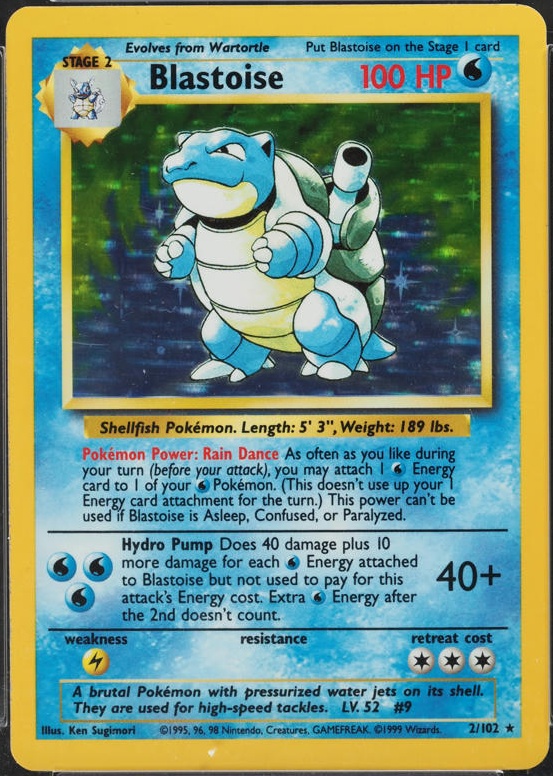 Evolves from Wartortle Put Blastoise on the Stage 1 card
STAGE 2
Blastoise 100 HP
Shellfish Pokémon. Length: 5' 3", Weight: 189 lbs.
Pokémon Power: Rain Dance As often as you like during
your turn (before your attack), you may attach 1 Energy
card to 1 of your Pokémon. (This doesn't use up your 1
Energy card attachment for the turn.) This power can't be
used if Blastoise is Asleep, Confused, or Paralyzed.
Hydro Pump Does 40 damage plus 10
more damage for each Energy attached
to Blastoise but not used to pay for this
attack's Energy cost. Extra Energy after
the 2nd doesn't count.
40+
weakness resistance retreat cost
A brutal Pokémon with pressurized water jets on its shell.
They are used for high-speed tackles. LV. 52 #9
Illus. Ken Sugimori ©1995, 96, 98 Nintendo, Creatures, GAMEFREAK. ©1999 Wizards. 2/102 ★